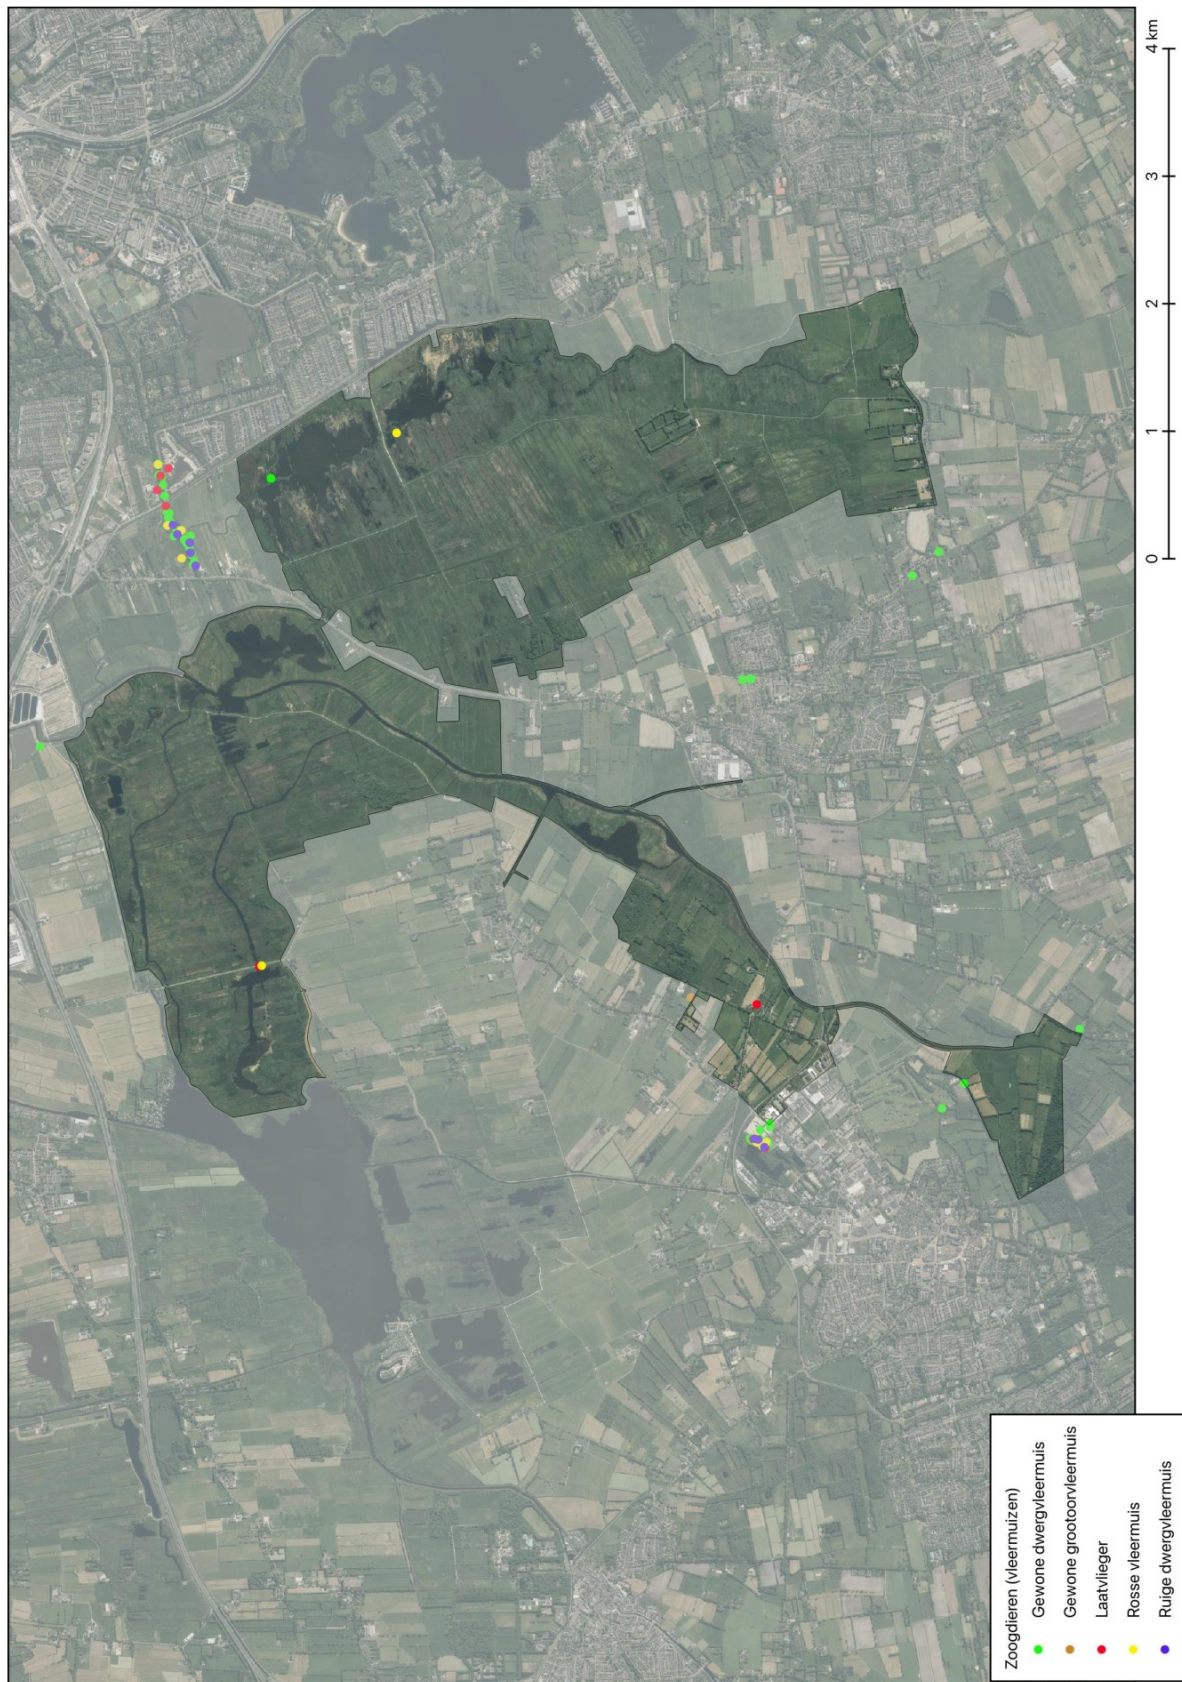 Zoogdieren (vleermuizen)
Gewone dwergvleermuis
Gewone grootoorvleermuis
Laatvlieger
Rosse vleermuis
Ruige dwergvleermuis
0 1 2 3 4 km